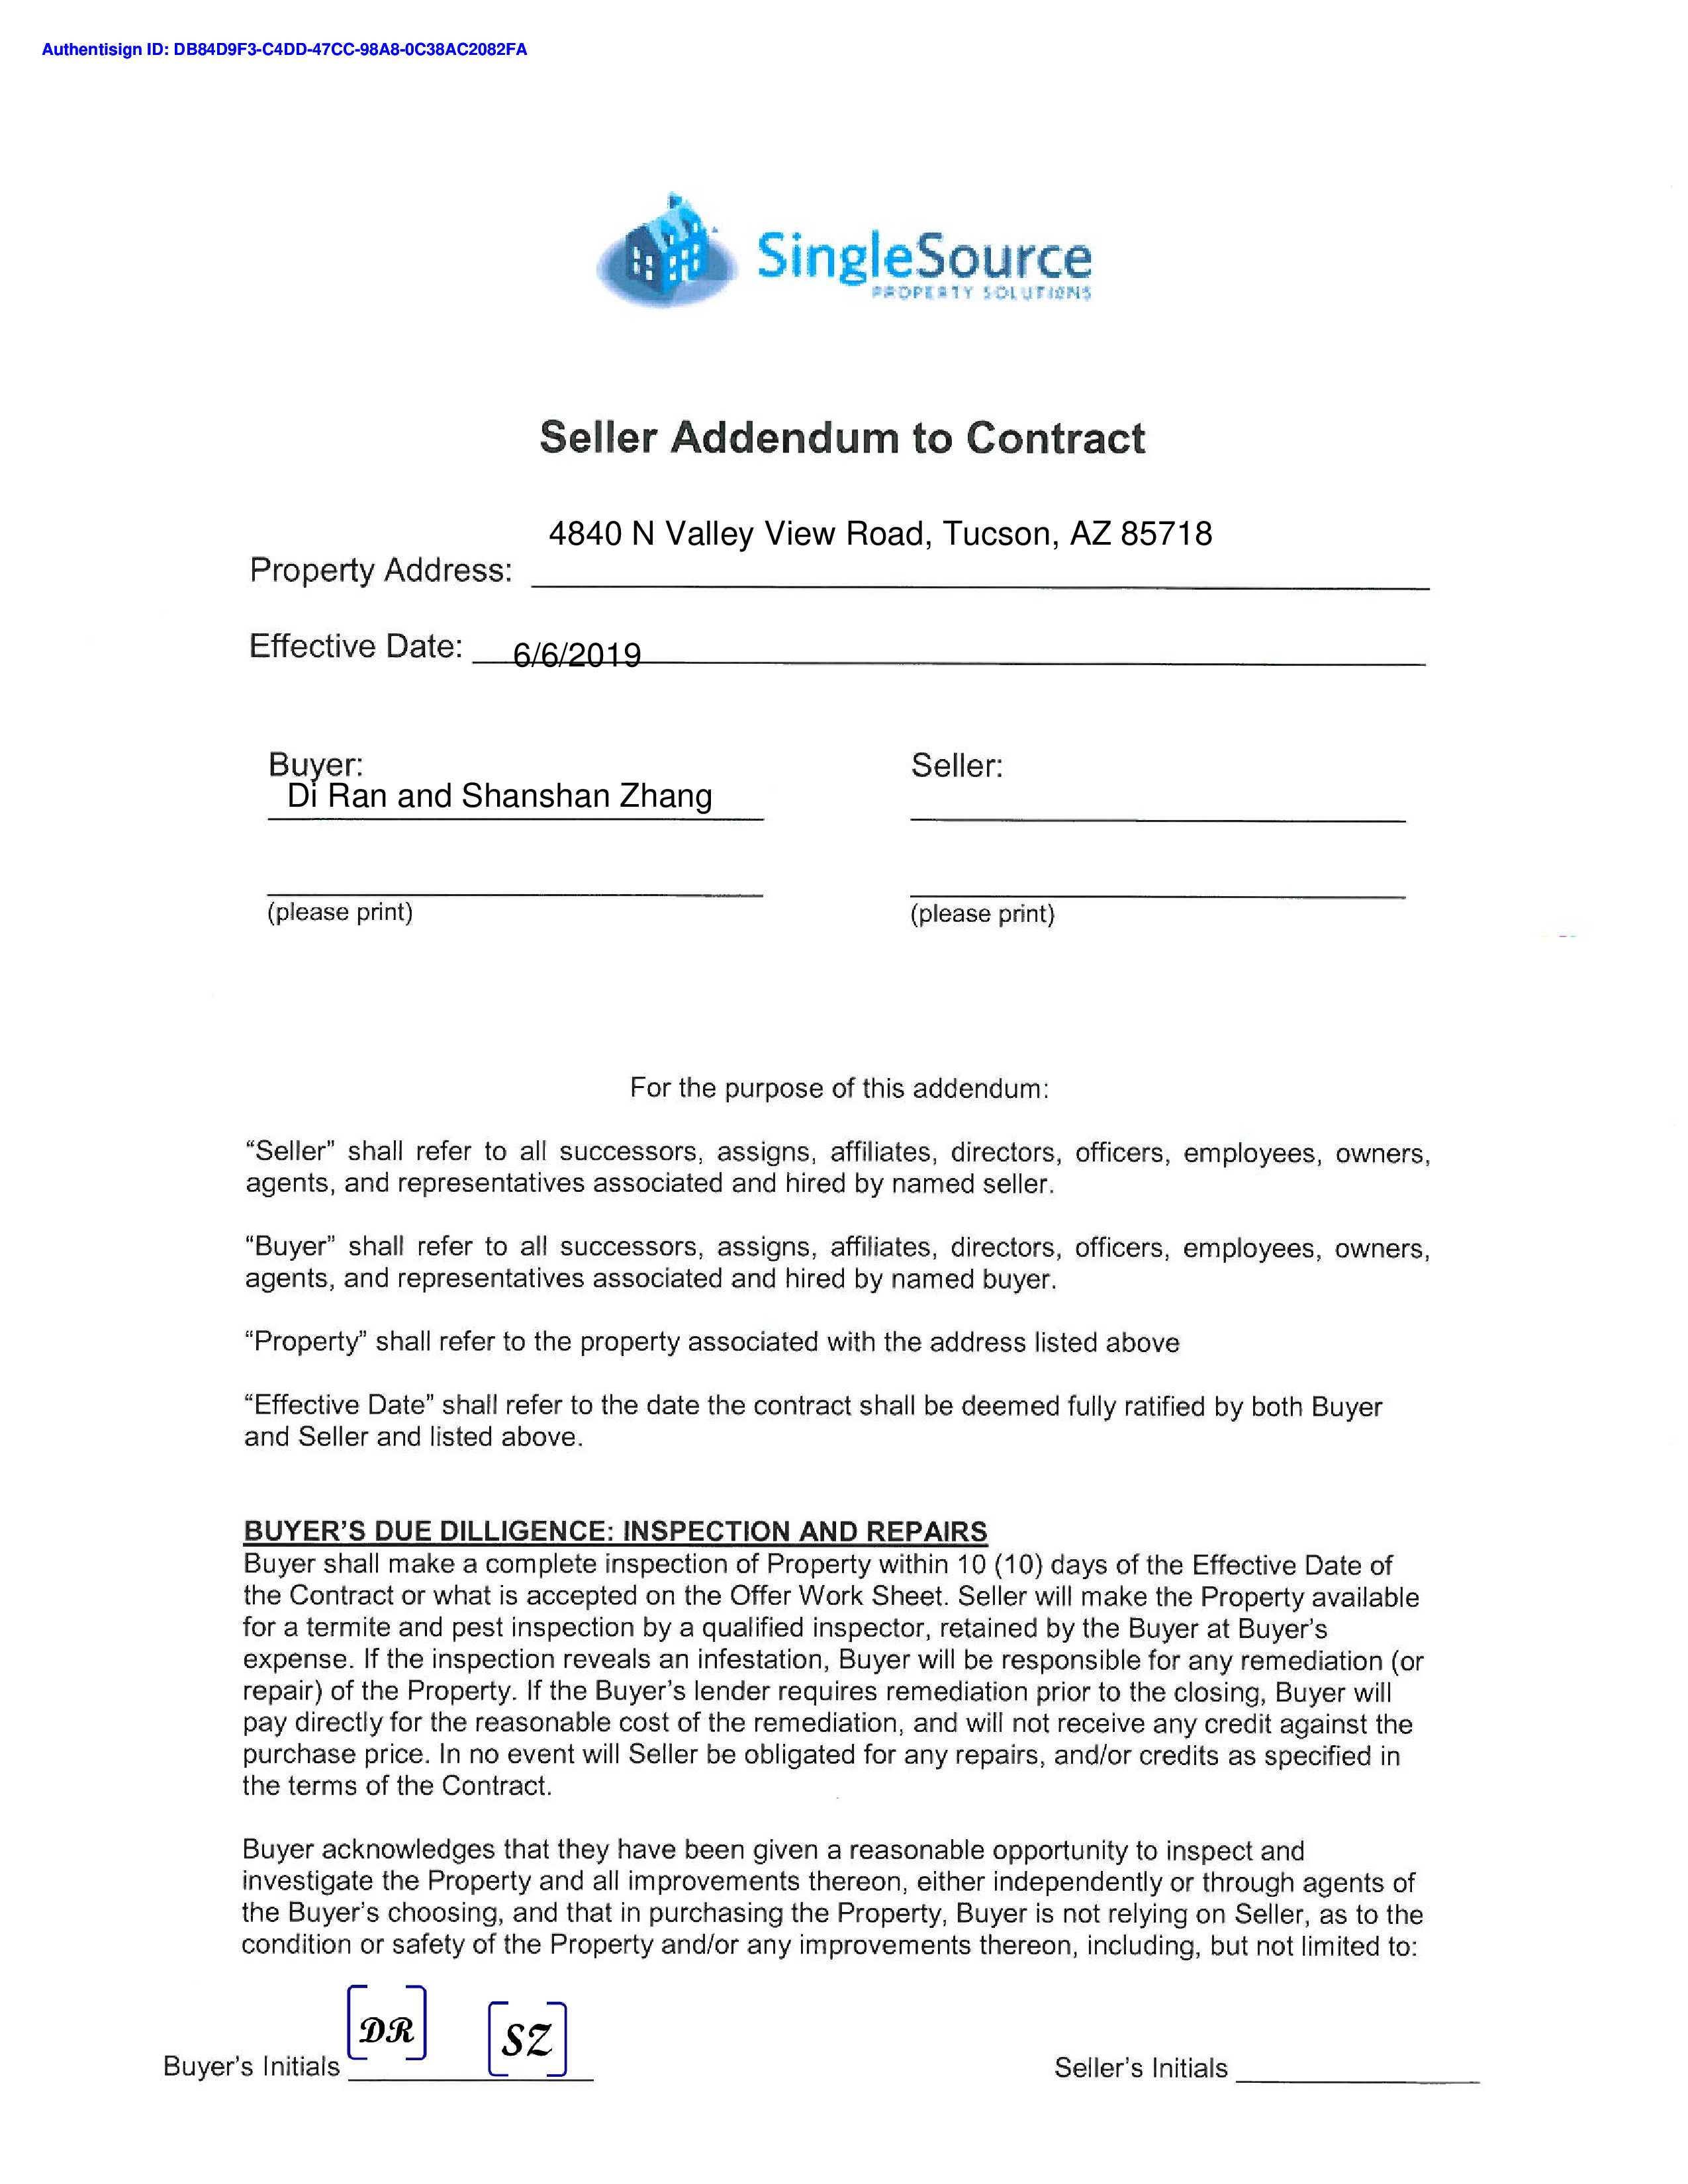 Authentisign ID: DB84D9F3-C4DD-47CC-98A8-0C38AC2082FA
SingleSource
PROPERTY SOLUTIONS
Seller Addendum to Contract
4840 N Valley View Road, Tucson, AZ 85718
Property Address:
Effective Date: 6/6/2019
Buyer: Seller:
Di Ran and Shanshan Zhang
(please print) (please print)
For the purpose of this addendum:
“Seller” shall refer to all successors, assigns, affiliates, directors, officers, employees, owners,
agents, and representatives associated and hired by named seller.
“Buyer” shall refer to all successors, assigns, affiliates, directors, officers, employees, owners,
agents, and representatives associated and hired by named buyer.
“Property” shall refer to the property associated with the address listed above
“Effective Date” shall refer to the date the contract shall be deemed fully ratified by both Buyer
and Seller and listed above.
BUYER’S DUE DILLIGENCE: INSPECTION AND REPAIRS
Buyer shall make a complete inspection of Property within 10 (10) days of the Effective Date of
the Contract or what is accepted on the Offer Work Sheet. Seller will make the Property available
for a termite and pest inspection by a qualified inspector, retained by the Buyer at Buyer’s
expense. If the inspection reveals an infestation, Buyer will be responsible for any remediation (or
repair) of the Property. If the Buyer’s lender requires remediation prior to the closing, Buyer will
pay directly for the reasonable cost of the remediation, and will not receive any credit against the
purchase price. In no event will Seller be obligated for any repairs, and/or credits as specified in
the terms of the Contract.
Buyer acknowledges that they have been given a reasonable opportunity to inspect and
investigate the Property and all improvements thereon, either independently or through agents of
the Buyer’s choosing, and that in purchasing the Property, Buyer is not relying on Seller, as to the
condition or safety of the Property and/or any improvements thereon, including, but not limited to:
DR SZ
Buyer’s Initials Seller’s Initials